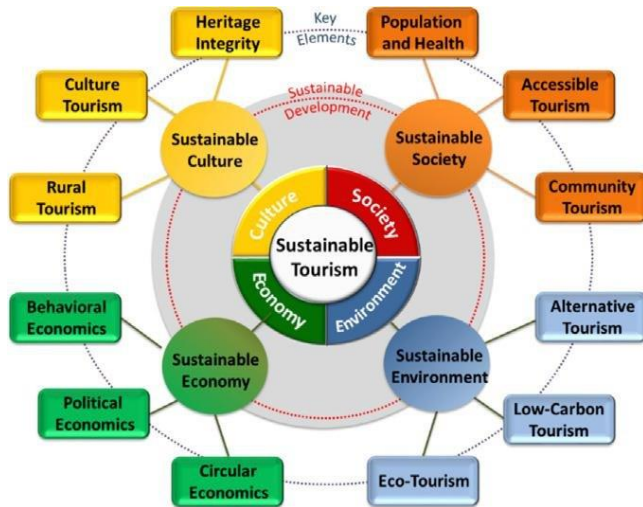 Heritage
Integrity
Key
Elements
Population
and Health
Culture
Tourism
Sustainable
Development
Accessible
Tourism
Sustainable
Culture
Sustainable
Society
Rural
Tourism
Culture
Society
Community
Tourism
Sustainable
Tourism
Economy
Environment
Behavioral
Economics
Alternative
Tourism
Sustainable
Economy
Sustainable
Environment
Political
Economics
Low-Carbon
Tourism
Circular
Economics
Eco-Tourism